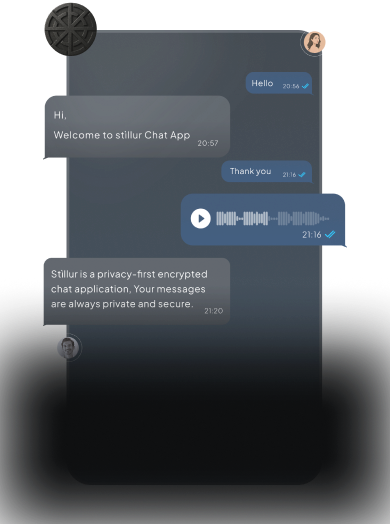 Hello 20:56
Hi,
Welcome to stillur Chat App
20:57
Thank you 21:16
21:16
Stillur is a privacy-first encrypted
chat application. Your messages
are always private and secure.
21:20